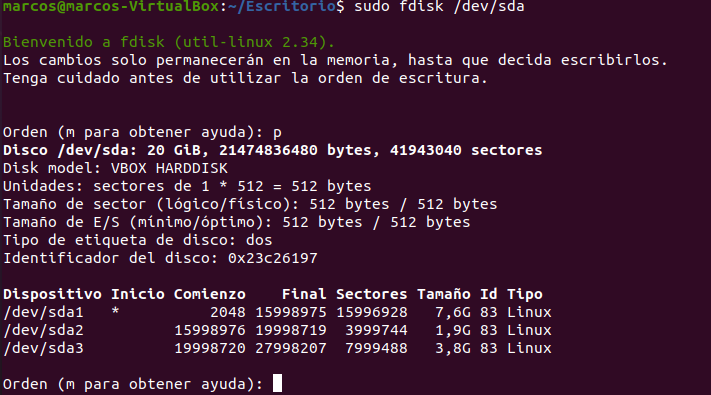 marcos@marcos-VirtualBox:~/Escritorio$ sudo fdisk /dev/sda
Bienvenido a fdisk (util-linux 2.34).
Los cambios solo permanecerán en la memoria, hasta que decida escribirlos.
Tenga cuidado antes de utilizar la orden de escritura.
Orden (m para obtener ayuda): p
Disco /dev/sda: 20 GiB, 21474836480 bytes, 41943040 sectores
Disk model: VBOX HARDDISK
Unidades: sectores de 1 * 512 = 512 bytes
Tamaño de sector (lógico/físico): 512 bytes / 512 bytes
Tamaño de E/S (mínimo/óptimo): 512 bytes / 512 bytes
Tipo de etiqueta de disco: dos
Identificador del disco: 0x23c26197
Dispositivo Inicio Comienzo    Final Sectores Tamaño Id Tipo
/dev/sda1   *          2048 15998975 15996928   7,6G 83 Linux
/dev/sda2          15998976 19998719  3999744   1,9G 83 Linux
/dev/sda3          19998720 27998207  7999488   3,8G 83 Linux
Orden (m para obtener ayuda):